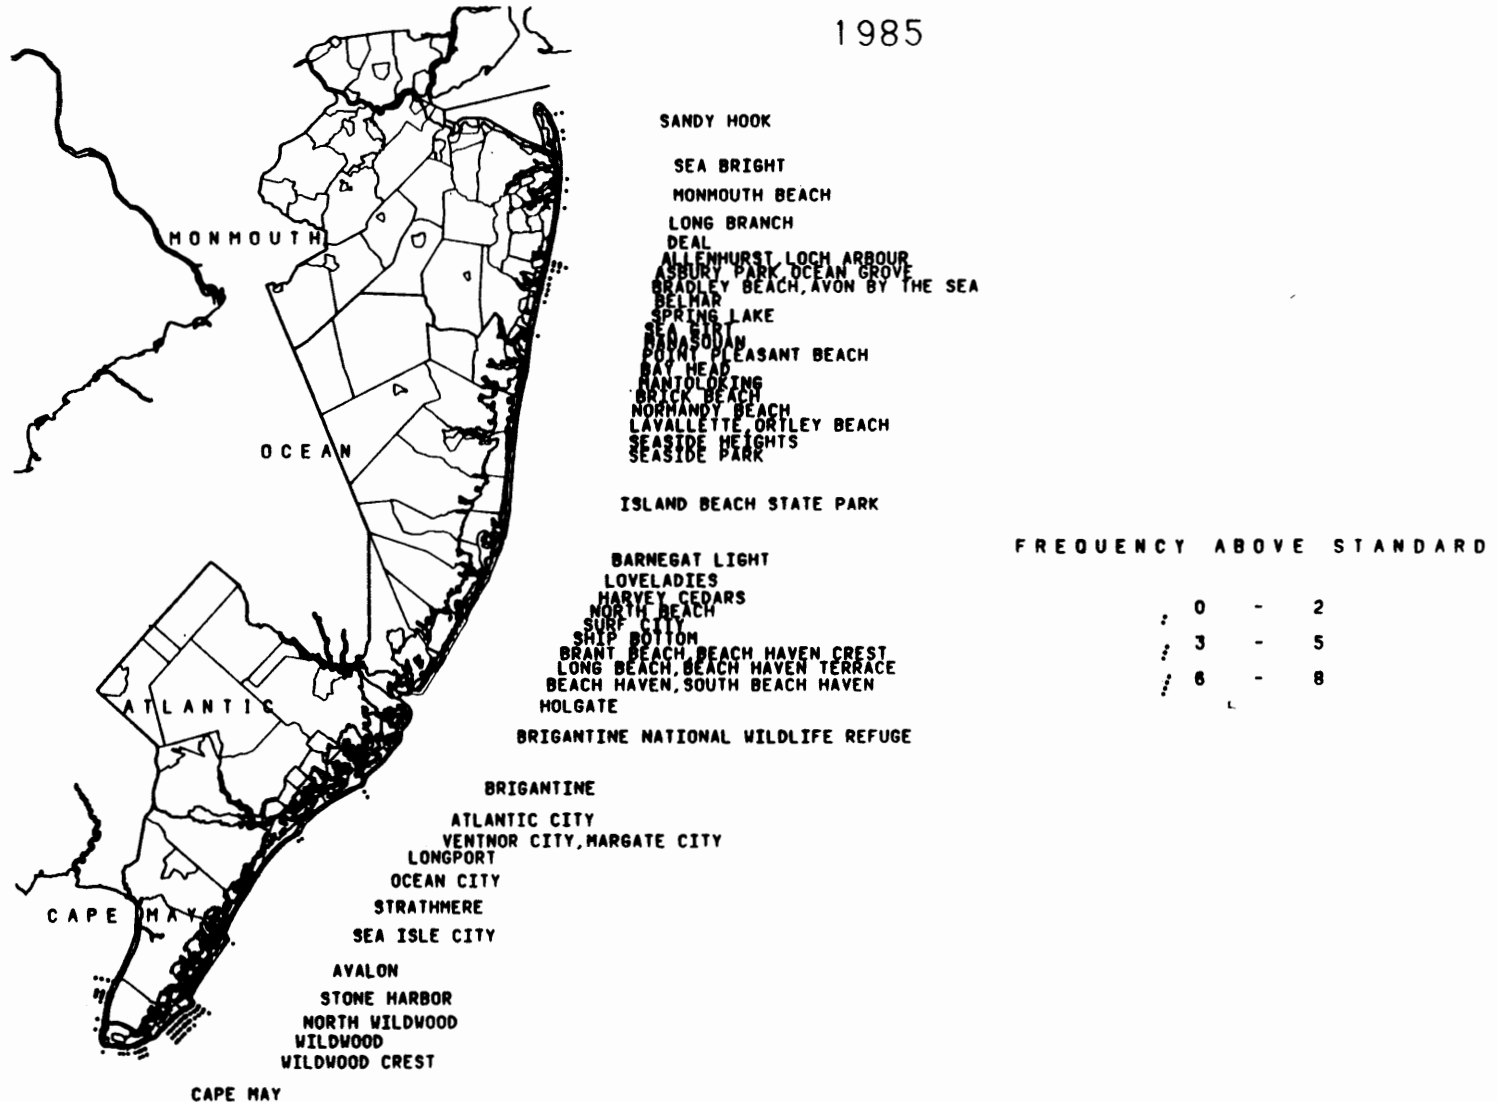 1985
SANDY HOOK
SEA BRIGHT
MONMOUTH BEACH
LONG BRANCH
MONMOUTH
DEAL
ALLENHURST,LOCH ARBOUR
ASBURY PARK,OCEAN GROVE
BRADLEY BEACH,AVON BY THE SEA
BELMAR
SPRING LAKE
SEA GIRT
MANASQUAN
POINT PLEASANT BEACH
BAY HEAD
MANTOLOKING
BRICK BEACH
NORMANDY BEACH
LAVALLETTE,ORTLEY BEACH
SEASIDE HEIGHTS
OCEAN
SEASIDE PARK
ISLAND BEACH STATE PARK
FREQUENCY ABOVE STANDARD
BARNEGAT LIGHT
LOVELADIES
HARVEY CEDARS
NORTH BEACH
0 - 2
SURF CITY
SHIP BOTTOM
3 - 5
BRANT BEACH,BEACH HAVEN CREST
LONG BEACH,BEACH HAVEN TERRACE
6 - 8
BEACH HAVEN,SOUTH BEACH HAVEN
ATLANTIC
HOLGATE
BRIGANTINE NATIONAL WILDLIFE REFUGE
BRIGANTINE
ATLANTIC CITY
VENTNOR CITY,MARGATE CITY
LONGPORT
OCEAN CITY
STRATHMERE
CAPE MAY
SEA ISLE CITY
AVALON
STONE HARBOR
NORTH WILDWOOD
WILDWOOD
WILDWOOD CREST
CAPE MAY